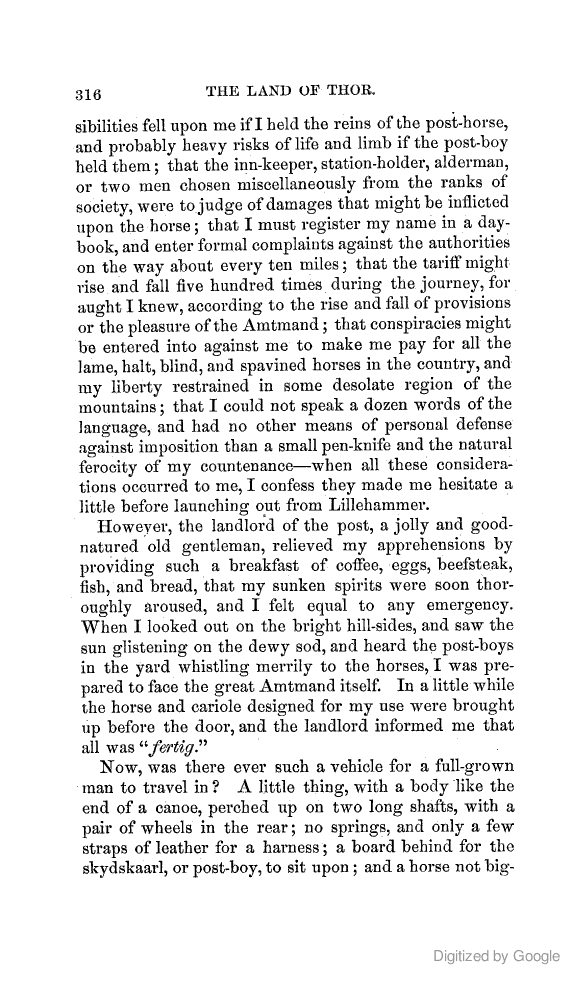 316 THE LAND OF THOR.
sibilities fell upon me if I held the reins of the post-horse,
and probably heavy risks of life and limb if the post-boy
held them; that the inn-keeper, station-holder, alderman,
or two men chosen miscellaneously from the ranks of
society, were to judge of damages that might be inflicted
upon the horse; that I must register my name in a day-
book, and enter formal complaints against the authorities
on the way about every ten miles; that the tariff might
rise and fall five hundred times during the journey, for
aught I knew, according to the rise and fall of provisions
or the pleasure of the Amtmand; that conspiracies might
be entered into against me to make me pay for all the
lame, halt, blind, and spavined horses in the country, and
my liberty restrained in some desolate region of the
mountains; that I could not speak a dozen words of the
language, and had no other means of personal defense
against imposition than a small pen-knife and the natural
ferocity of my countenance—when all these considera-
tions occurred to me, I confess they made me hesitate a
little before launching out from Lillehammer.
However, the landlord of the post, a jolly and good-
natured old gentleman, relieved my apprehensions by
providing such a breakfast of coffee, eggs, beefsteak,
fish, and bread, that my sunken spirits were soon thor-
oughly aroused, and I felt equal to any emergency.
When I looked out on the bright hill-sides, and saw the
sun glistening on the dewy sod, and heard the post-boys
in the yard whistling merrily to the horses, I was pre-
pared to face the great Amtmand itself. In a little while
the horse and cariole designed for my use were brought
up before the door, and the landlord informed me that
all was "fertig."
Now, was there ever such a vehicle for a full-grown
man to travel in? A little thing, with a body like the
end of a canoe, perched up on two long shafts, with a
pair of wheels in the rear; no springs, and only a few
straps of leather for a harness; a board behind for the
skydskaarl, or post-boy, to sit upon; and a horse not big-
Digitized by Google